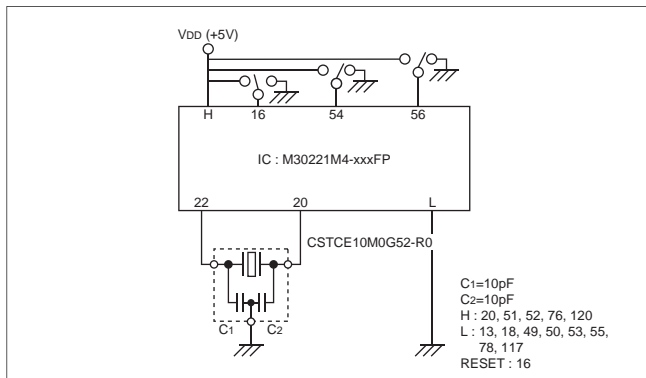 VDD (+5V)
H 16 54 56
IC : M30221M4-xxxFP
22 20 L
CSTCE10M0G52-R0
C1 C2
C1=10pF
C2=10pF
H : 20, 51, 52, 76, 120
L : 13, 18, 49, 50, 53, 55,
78, 117
RESET : 16